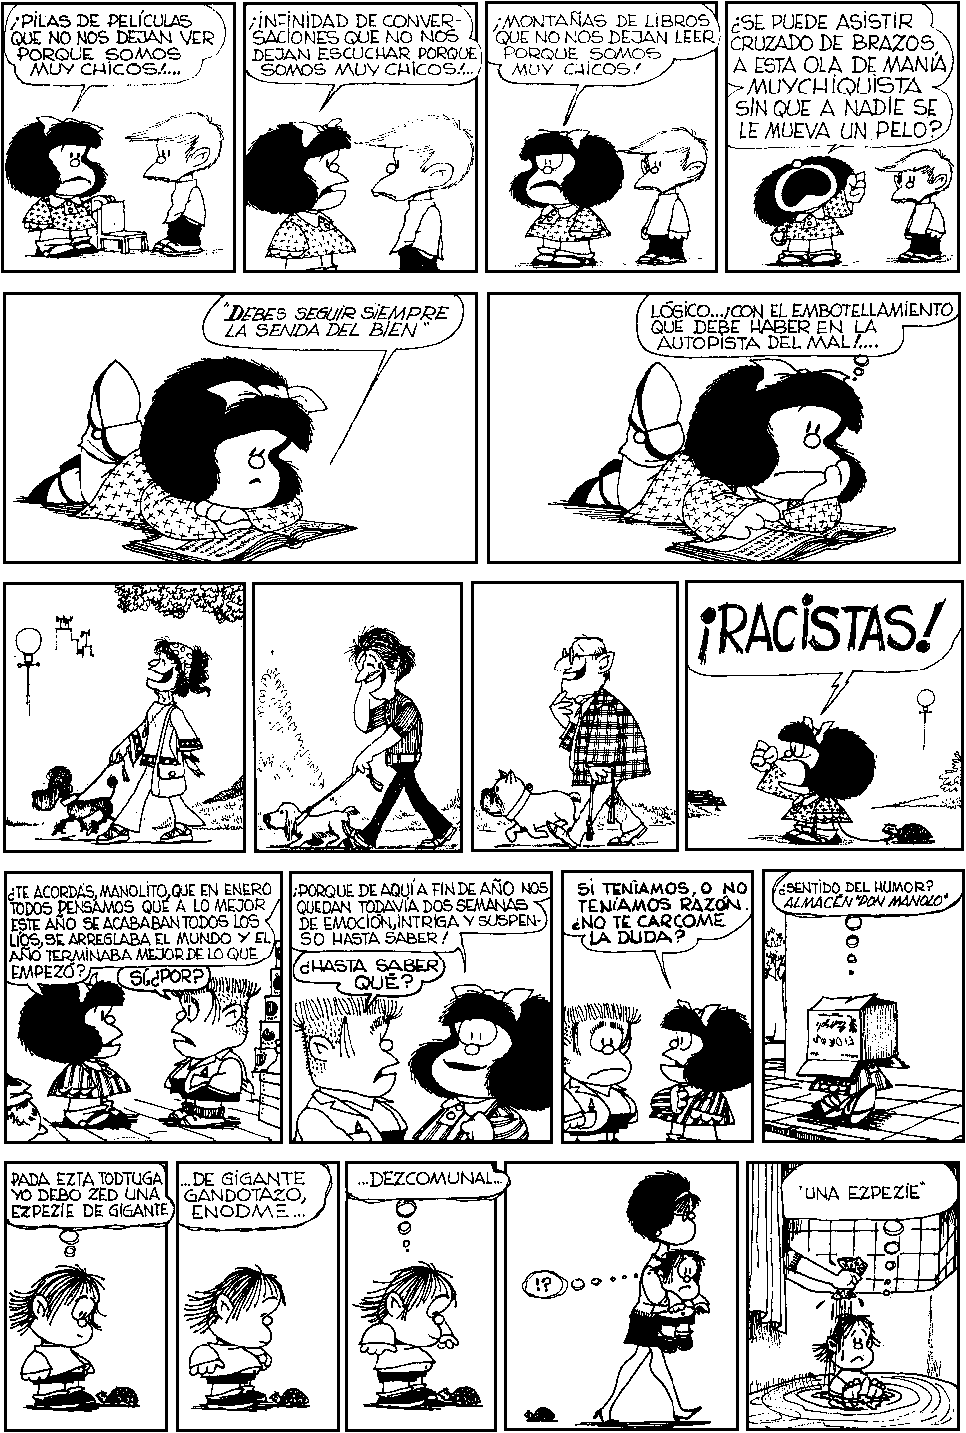 ¡PILAS DE PELÍCULAS
QUE NO NOS DEJAN VER
PORQUE SOMOS
MUY CHICOS!...
¡INFINIDAD DE CONVER-
SACIONES QUE NO NOS
DEJAN ESCUCHAR PORQUE
SOMOS MUY CHICOS!...
¡MONTAÑAS DE LIBROS
QUE NO NOS DEJAN LEER
PORQUE SOMOS
MUY CHICOS!
¿SE PUEDE ASISTIR
CRUZADO DE BRAZOS
A ESTA OLA DE MANÍA
MUYCHIQUISTA
SIN QUE A NADIE SE
LE MUEVA UN PELO?
"DEBES SEGUIR SIEMPRE
LA SENDA DEL BIEN"
LÓGICO...¡CON EL EMBOTELLAMIENTO
QUE DEBE HABER EN LA
AUTOPISTA DEL MAL!....
¡RACISTAS!
¿TE ACORDÁS, MANOLITO, QUE EN ENERO
TODOS PENSAMOS QUE A LO MEJOR
ESTE AÑO SE ACABABAN TODOS LOS
LÍOS, SE ARREGLABA EL MUNDO Y EL
AÑO TERMINABA MEJOR DE LO QUE
EMPEZÓ?
SÍ, ¿POR?
¡PORQUE DE AQUÍ A FIN DE AÑO NOS
QUEDAN TODAVÍA DOS SEMANAS
DE EMOCIÓN, INTRIGA Y SUSPEN-
SO HASTA SABER!
¿HASTA SABER
QUÉ?
SI TENÍAMOS, O NO
TENÍAMOS RAZÓN.
¿NO TE CARCOME
LA DUDA?
¿SENTIDO DEL HUMOR?
ALMACÉN "DON MANOLO"
PADA EZTA TODTUGA
YO DEBO ZED UNA
EZPEZIE DE GIGANTE
...DE GIGANTE
GANDOTAZO,
ENODME...
...DEZCOMUNAL...
!?
"UNA EZPEZIE"